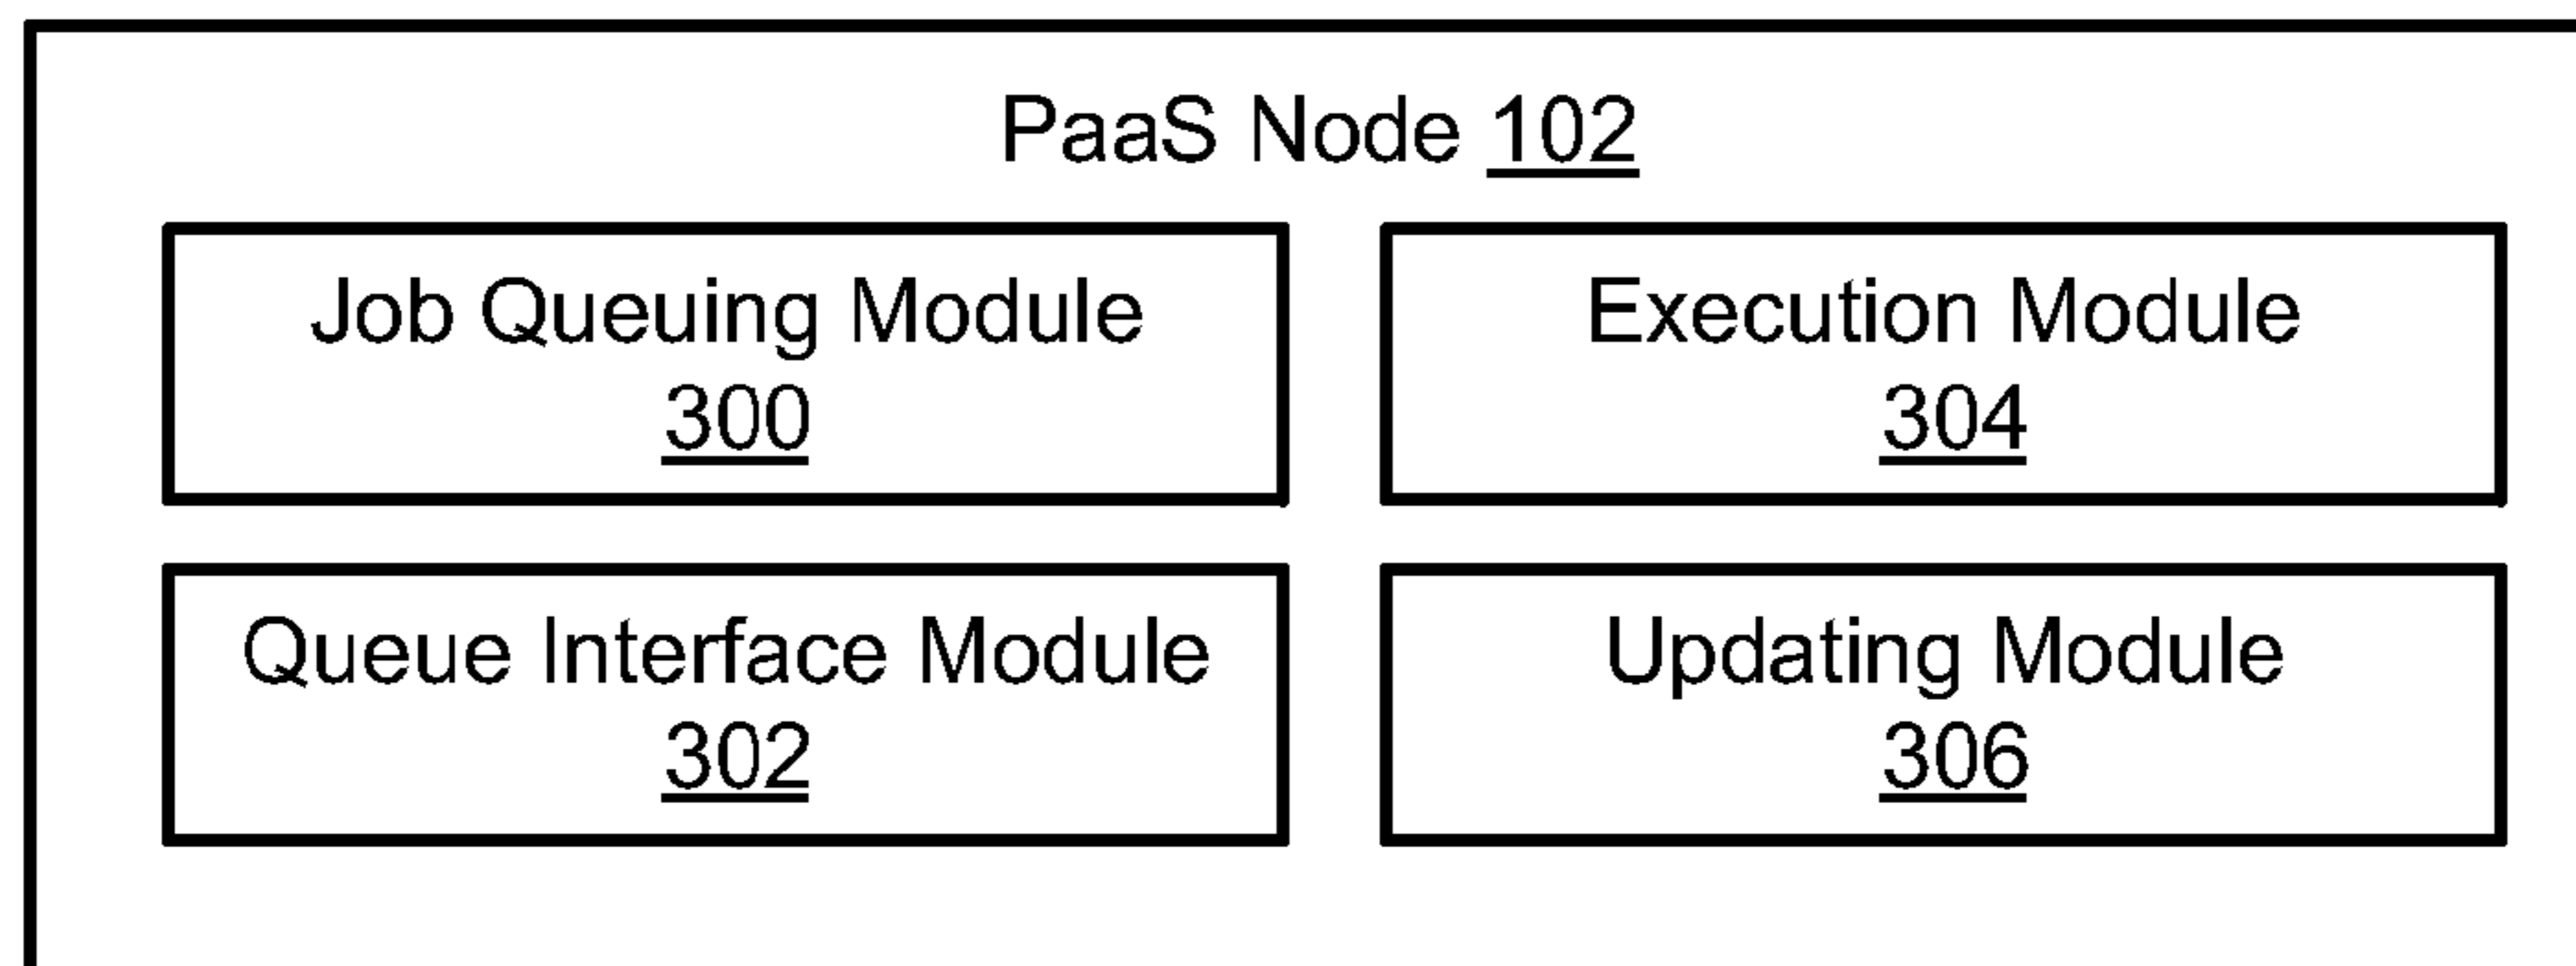 PaaS Node 102
Job Queuing Module
300
Execution Module
304
Queue Interface Module
302
Updating Module
306